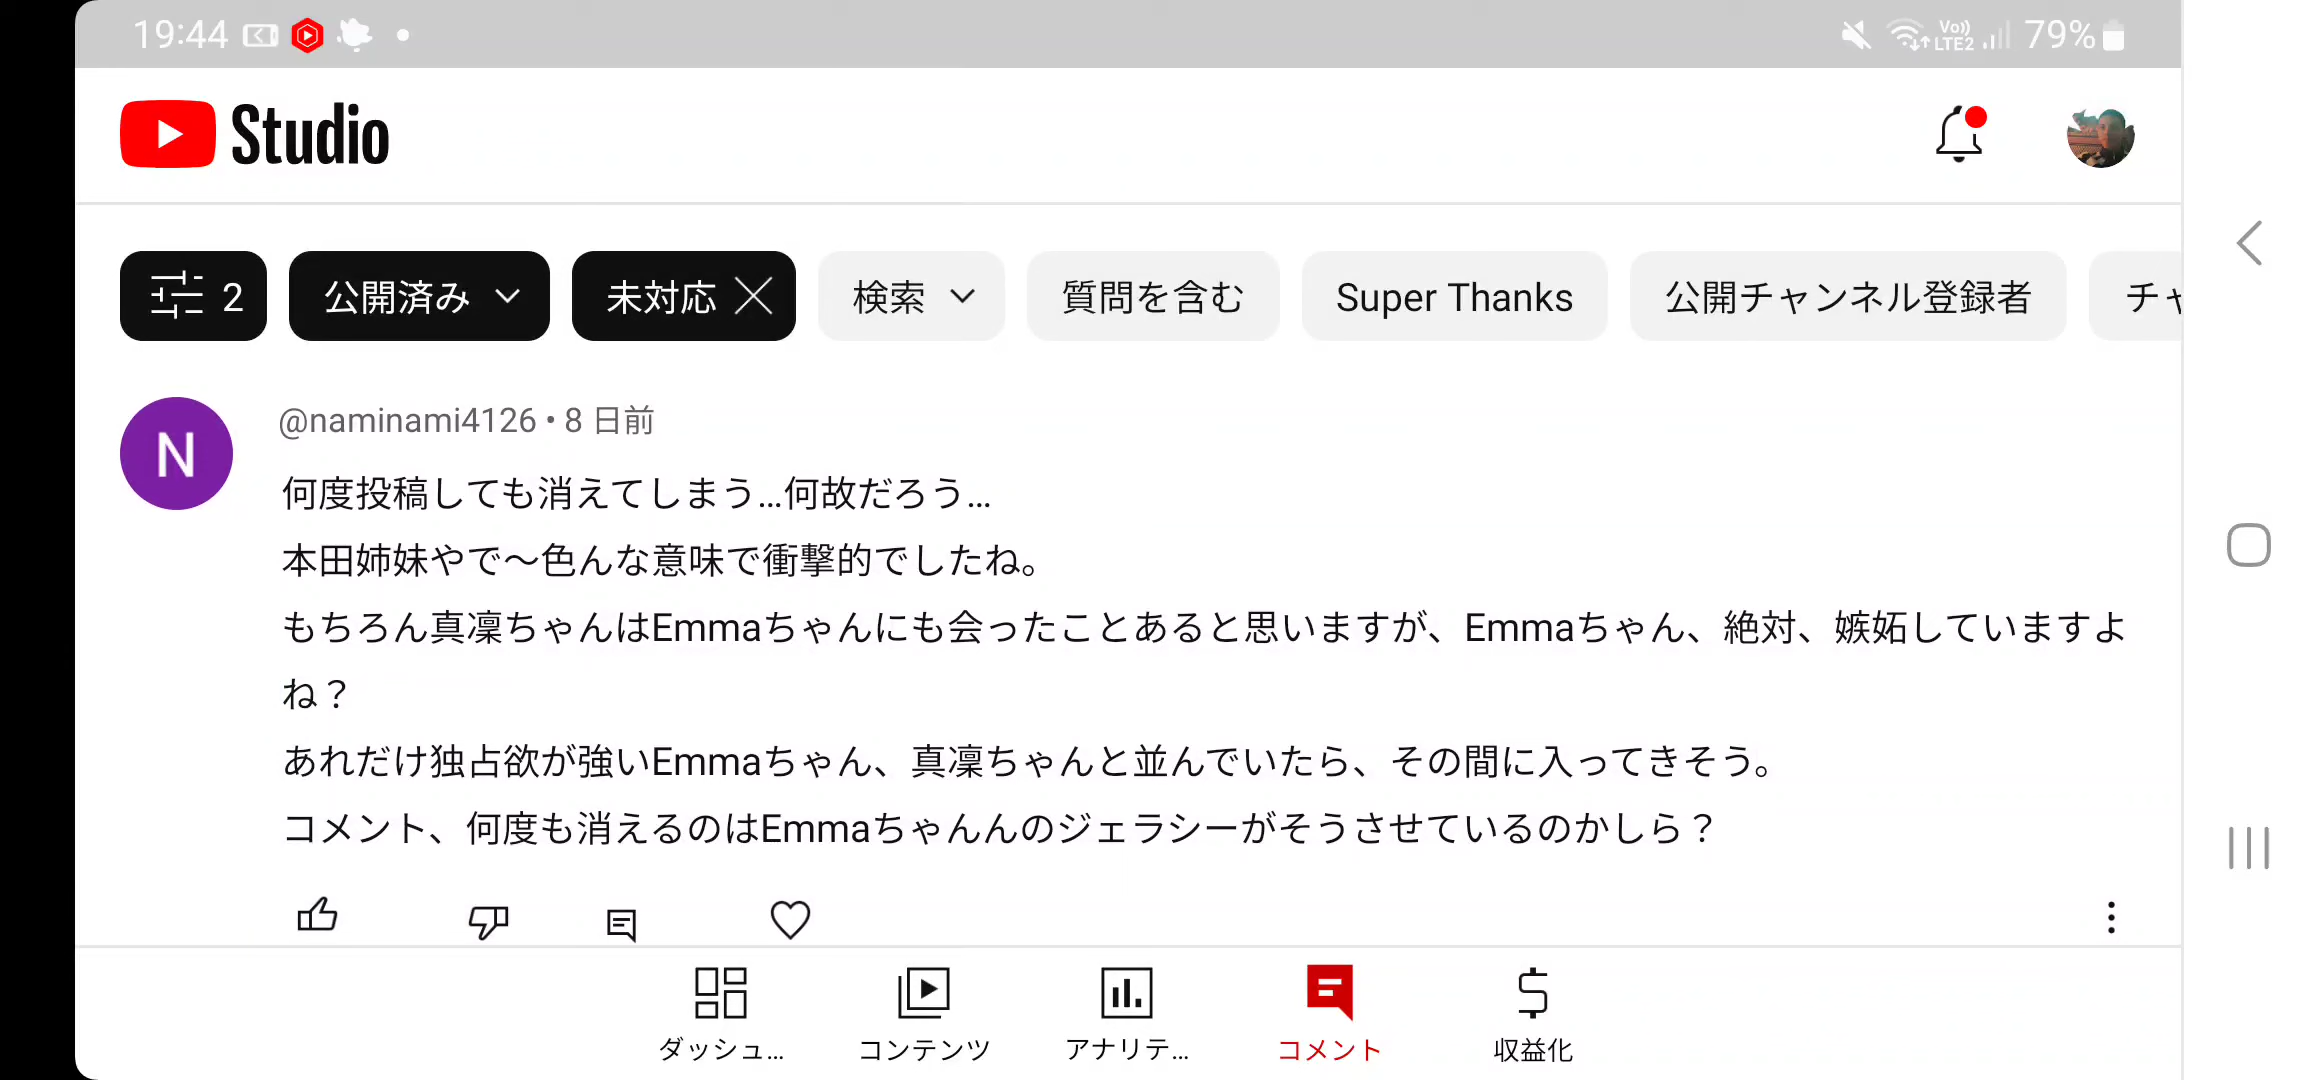 19:44
Vo)) LTE2 79%
Studio
2 公開済み 未対応 検索 質問を含む Super Thanks 公開チャンネル登録者 チャ
N
@naminami4126 • 8 日前
何度投稿しても消えてしまう…何故だろう…
本田姉妹やで〜色んな意味で衝撃的でしたね。
もちろん真凜ちゃんはEmmaちゃんにも会ったことあると思いますが、Emmaちゃん、絶対、嫉妬していますよ
ね？
あれだけ独占欲が強いEmmaちゃん、真凜ちゃんと並んでいたら、その間に入ってきそう。
コメント、何度も消えるのはEmmaちゃんんのジェラシーがそうさせているのかしら？
ダッシュ... コンテンツ アナリテ... コメント 収益化